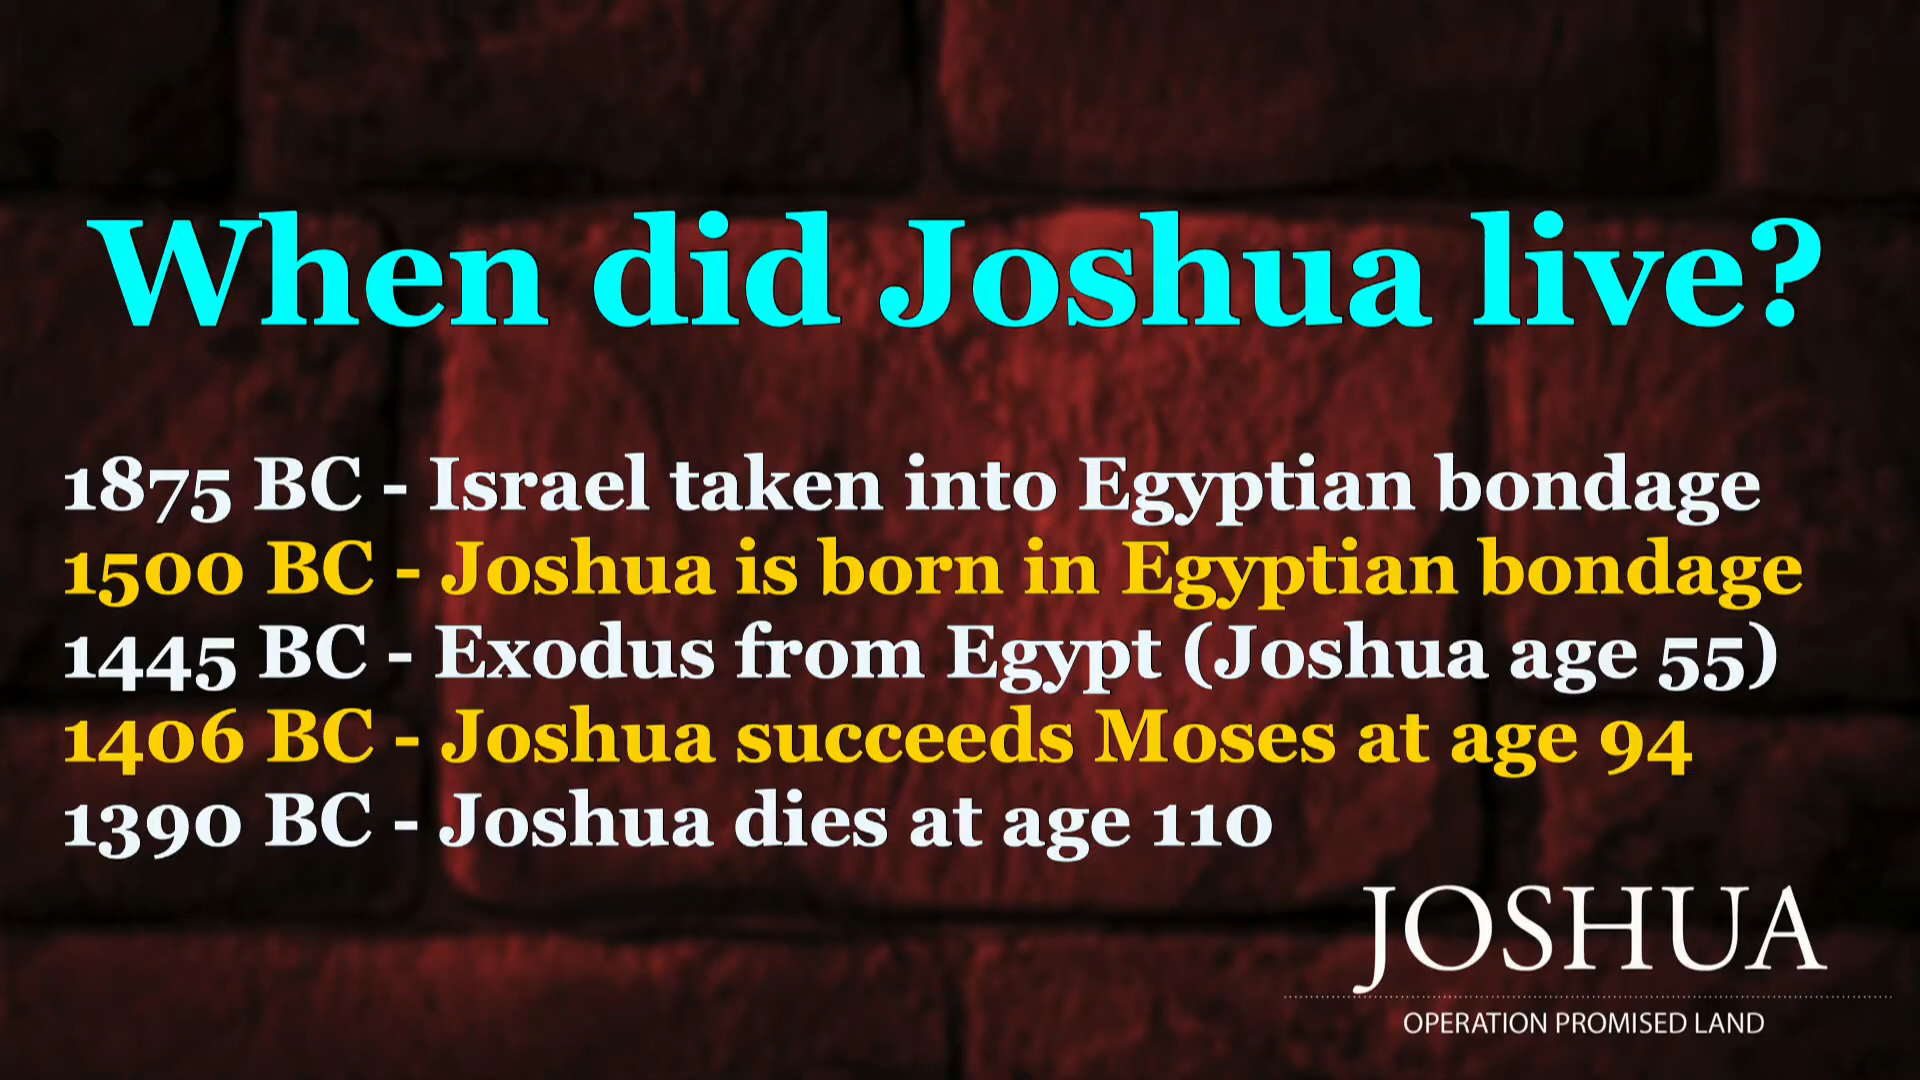 When did Joshua live?
1875 BC - Israel taken into Egyptian bondage
1500 BC - Joshua is born in Egyptian bondage
1445 BC - Exodus from Egypt (Joshua age 55)
1406 BC - Joshua succeeds Moses at age 94
1390 BC - Joshua dies at age 110
JOSHUA
OPERATION PROMISED LAND